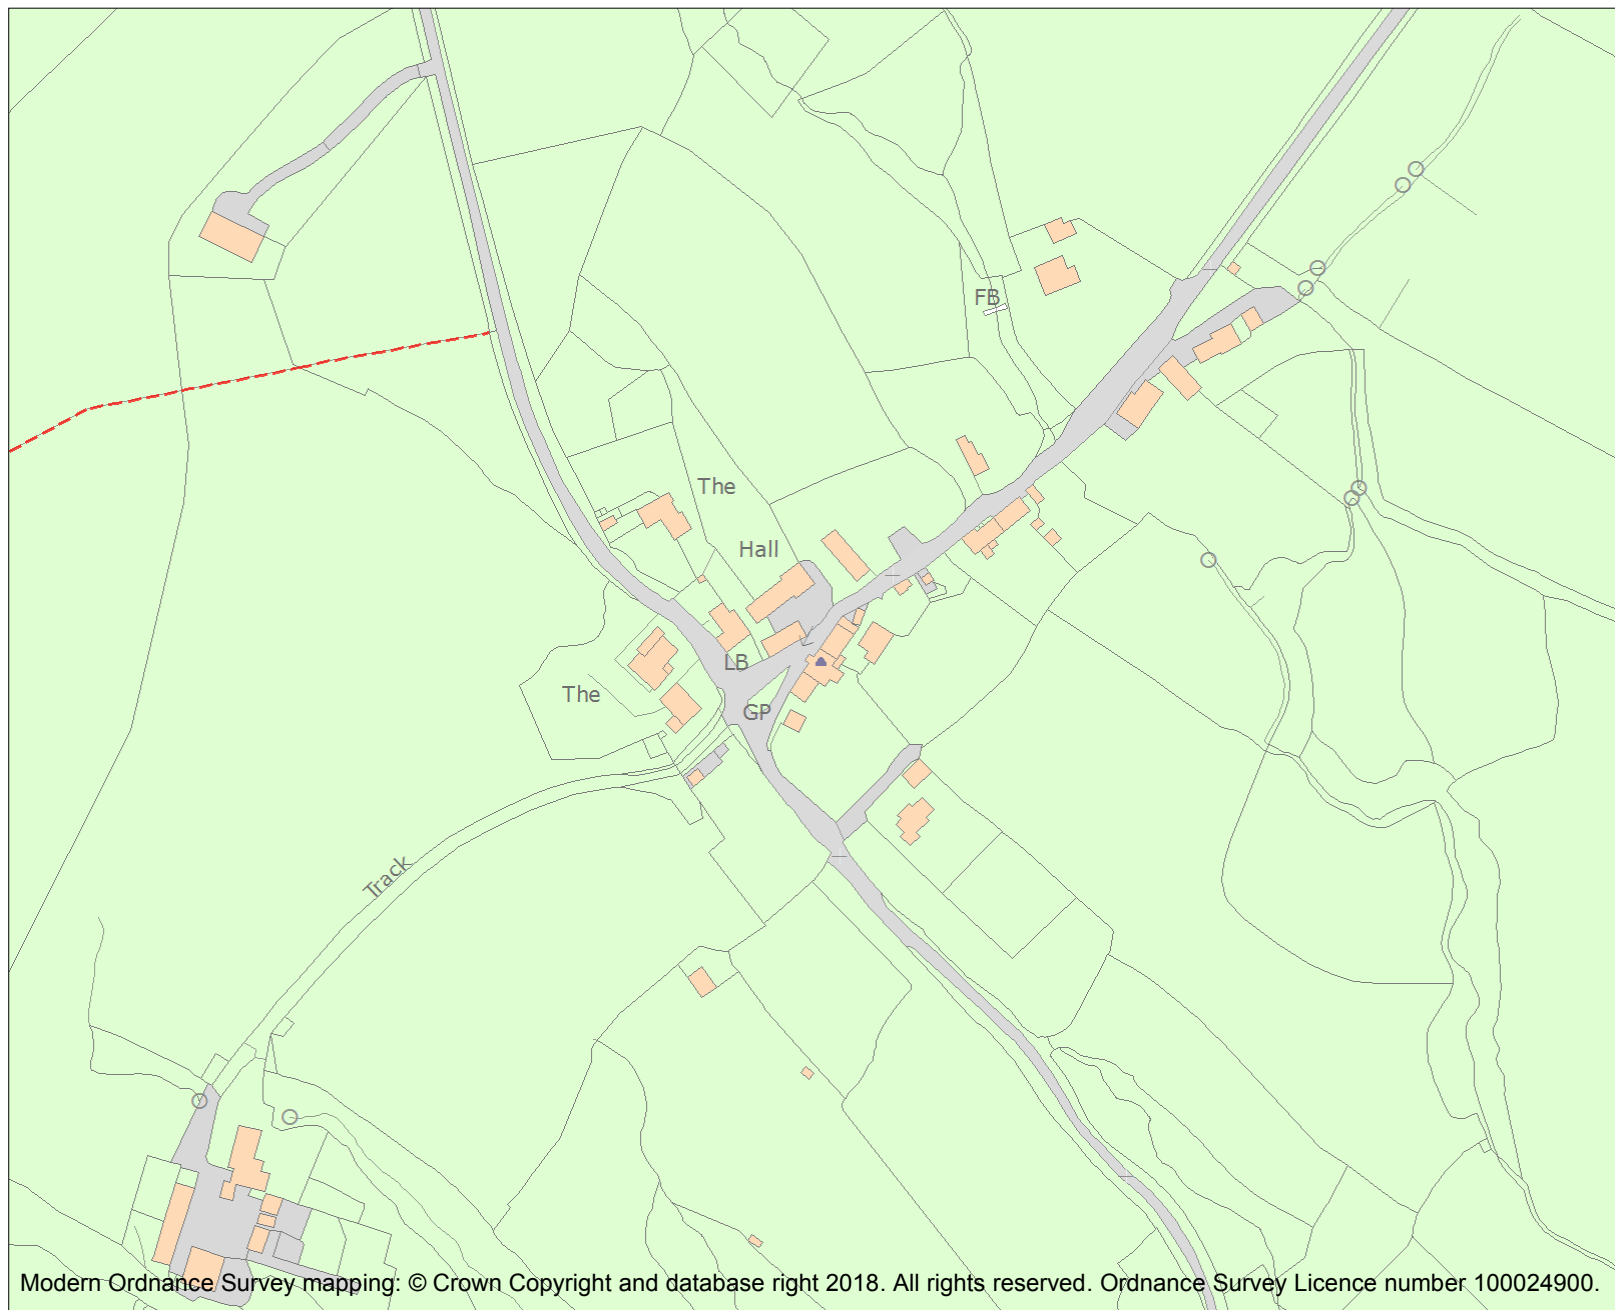 FB
The
Hall
LB
The
GP
Track
Modern Ordnance Survey mapping: © Crown Copyright and database right 2018. All rights reserved. Ordnance Survey Licence number 100024900.